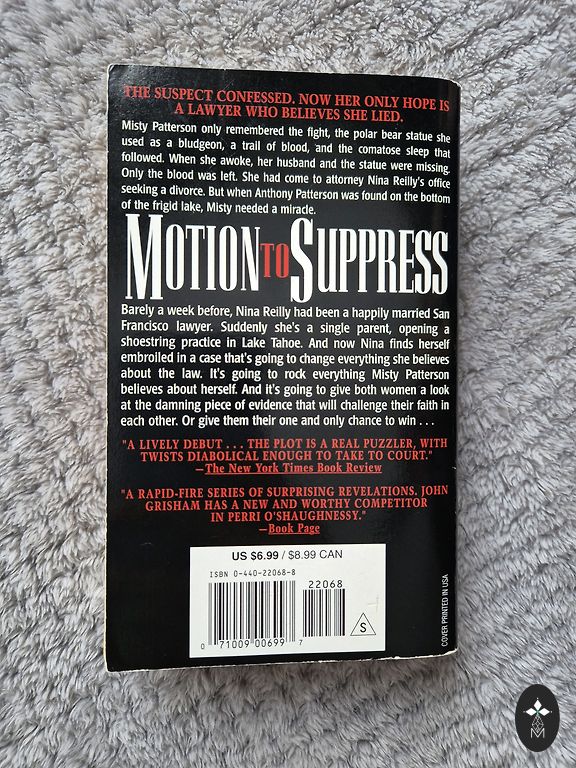 THE SUSPECT CONFESSED. NOW HER ONLY HOPE IS
A LAWYER WHO BELIEVES SHE LIED.
Misty Patterson only remembered the fight, the polar bear statue she
used as a bludgeon, a trail of blood, and the comatose sleep that
followed. When she awoke, her husband and the statue were missing.
Only the blood was left. She had come to attorney Nina Reilly's office
seeking a divorce. But when Anthony Patterson was found on the bottom
of the frigid lake, Misty needed a miracle.
MOTION TO SUPPRESS
Barely a week before, Nina Reilly had been a happily married San
Francisco lawyer. Suddenly she's a single parent, opening a
shoestring practice in Lake Tahoe. And now Nina finds herself
embroiled in a case that's going to change everything she believes
about the law. It's going to rock everything Misty Patterson
believes about herself. And it's going to give both women a look
at the damning piece of evidence that will challenge their faith in
each other. Or give them their one and only chance to win . . .
"A LIVELY DEBUT . . . THE PLOT IS A REAL PUZZLER, WITH
TWISTS DIABOLICAL ENOUGH TO TAKE TO COURT."
—The New York Times Book Review
"A RAPID-FIRE SERIES OF SURPRISING REVELATIONS. JOHN
GRISHAM HAS A NEW AND WORTHY COMPETITOR
IN PERRI O'SHAUGHNESSY."
—Book Page
US $6.99 / $8.99 CAN
ISBN 0-440-22068-8
22068
0 71009 00699 7
S
COVER PRINTED IN USA
M